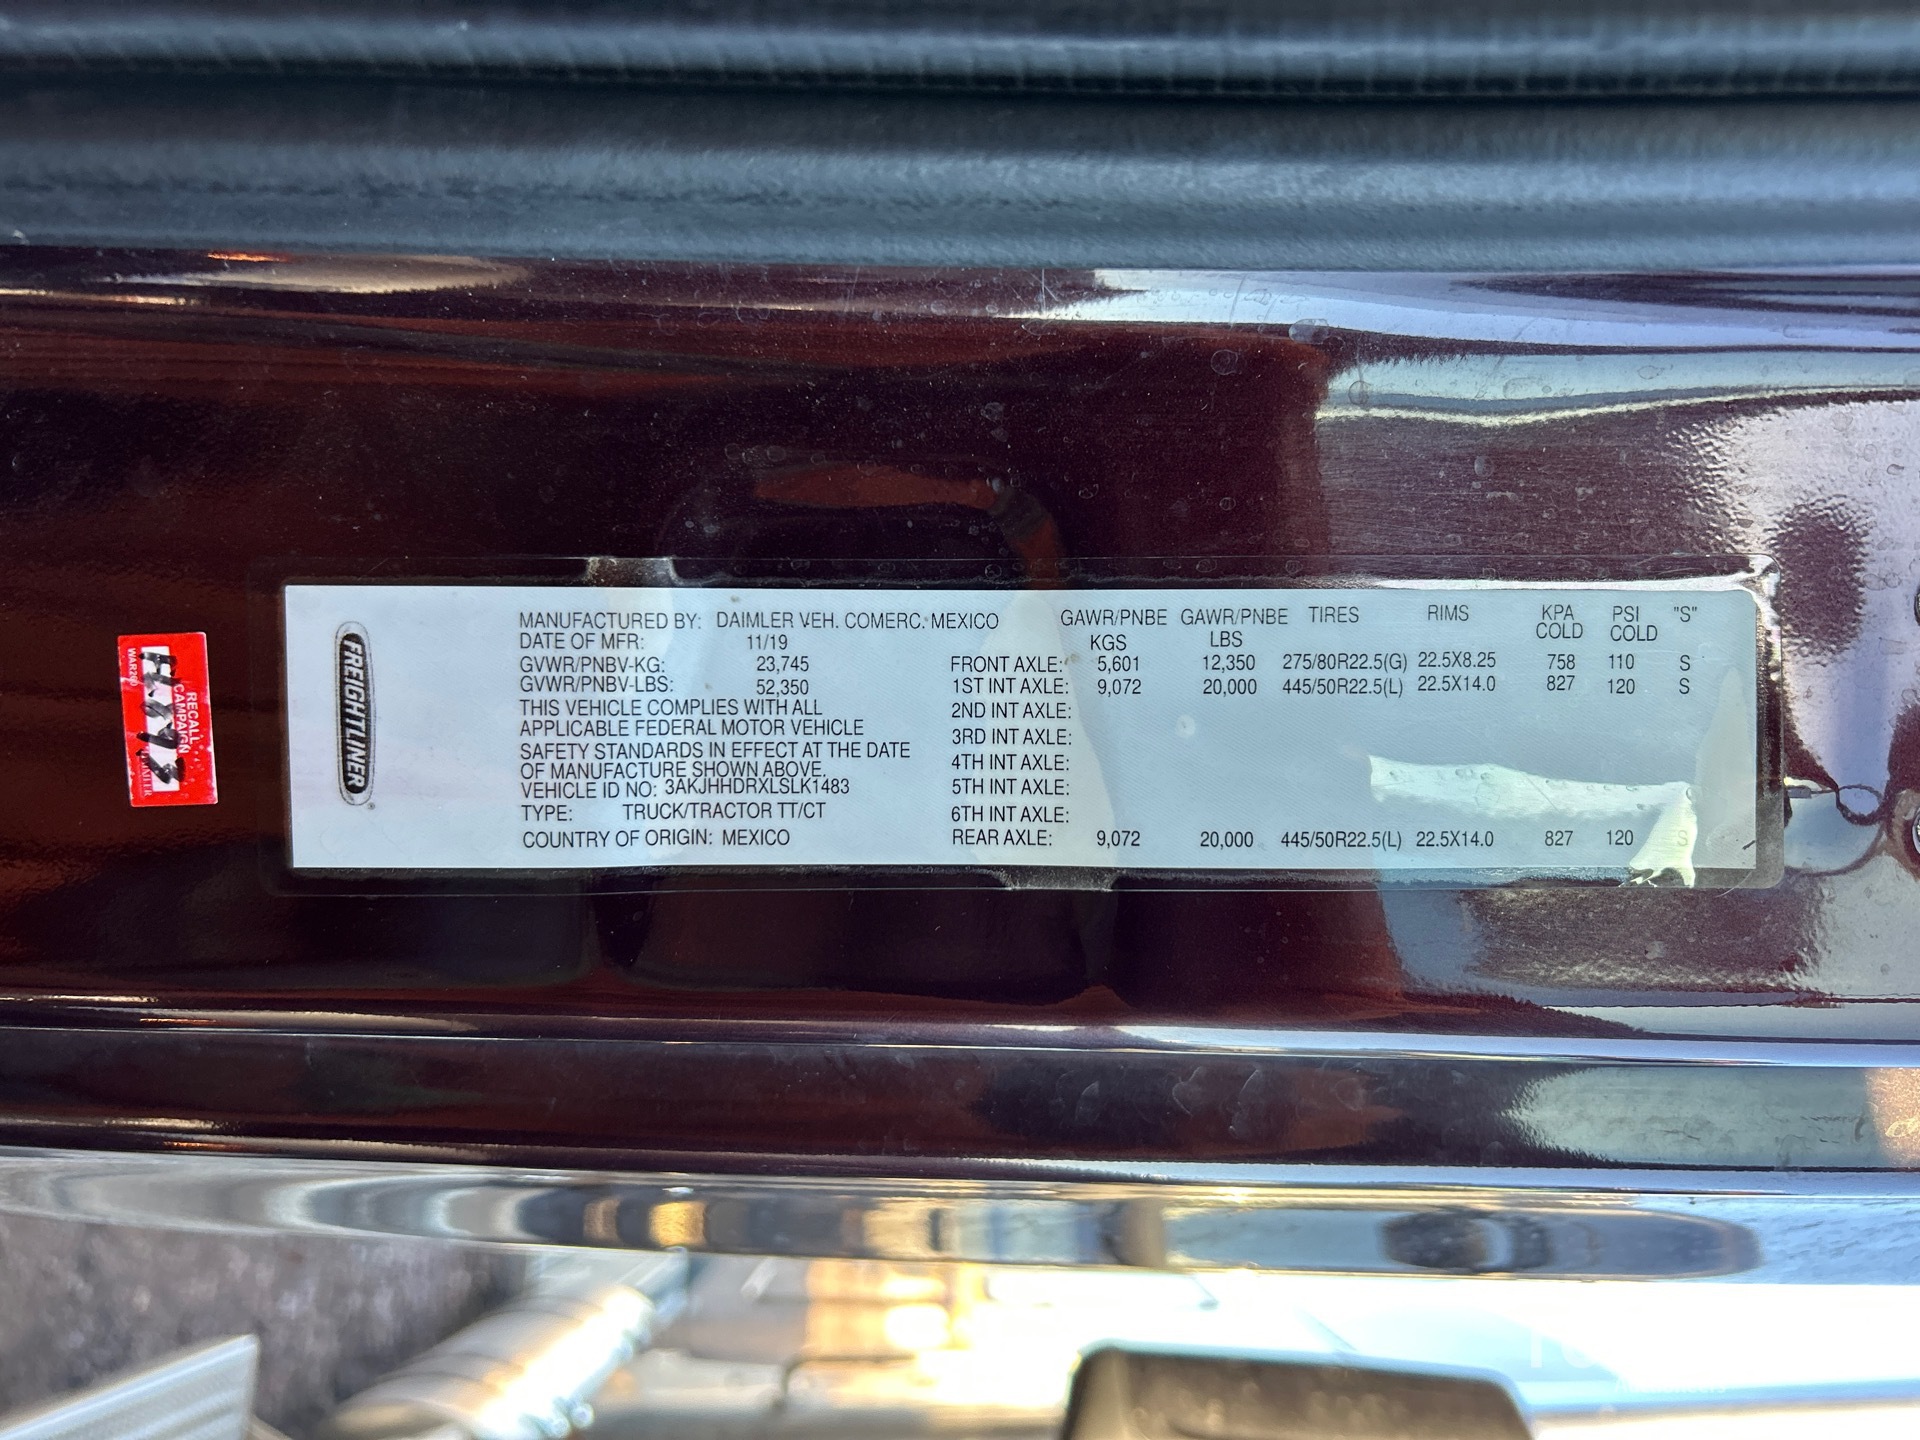 FREIGHTLINER
MANUFACTURED BY: DAIMLER VEH. COMERC. MEXICO
DATE OF MFR: 11/19
GVWR/PNBV-KG: 23,745
GVWR/PNBV-LBS: 52,350
THIS VEHICLE COMPLIES WITH ALL
APPLICABLE FEDERAL MOTOR VEHICLE
SAFETY STANDARDS IN EFFECT AT THE DATE
OF MANUFACTURE SHOWN ABOVE.
VEHICLE ID NO: 3AKJHHDRXLSLK1483
TYPE: TRUCK/TRACTOR TT/CT
COUNTRY OF ORIGIN: MEXICO
GAWR/PNBE GAWR/PNBE TIRES RIMS KPA PSI "S"
KGS LBS COLD COLD
FRONT AXLE: 5,601 12,350 275/80R22.5(G) 22.5X8.25 758 110 S
1ST INT AXLE: 9,072 20,000 445/50R22.5(L) 22.5X14.0 827 120 S
2ND INT AXLE:
3RD INT AXLE:
4TH INT AXLE:
5TH INT AXLE:
6TH INT AXLE:
REAR AXLE: 9,072 20,000 445/50R22.5(L) 22.5X14.0 827 120 S
RECALL
CAMPAIGN
WAR260